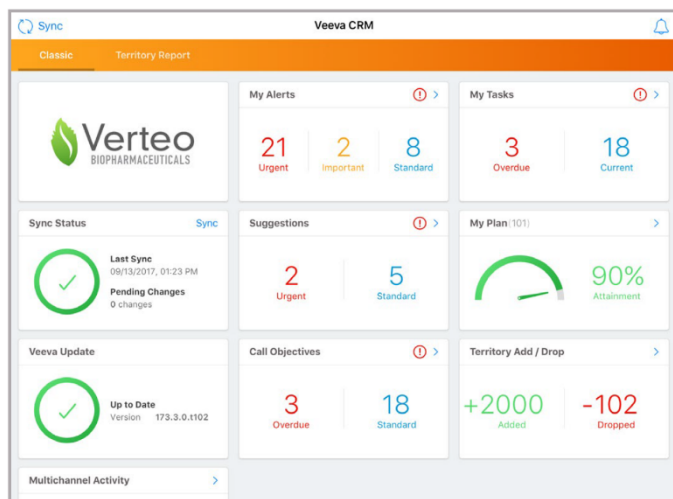 Sync
Veeva CRM
Classic
Territory Report
Verteo
BIOPHARMACEUTICALS
My Alerts
21
Urgent
2
Important
8
Standard
My Tasks
3
Overdue
18
Current
Sync Status
Sync
Last Sync
09/13/2017, 01:23 PM
Pending Changes
0 changes
Suggestions
2
Urgent
5
Standard
My Plan (101)
90%
Attainment
Veeva Update
Up to Date
Version 173.3.0.t102
Call Objectives
3
Overdue
18
Standard
Territory Add / Drop
+2000
Added
-102
Dropped
Multichannel Activity